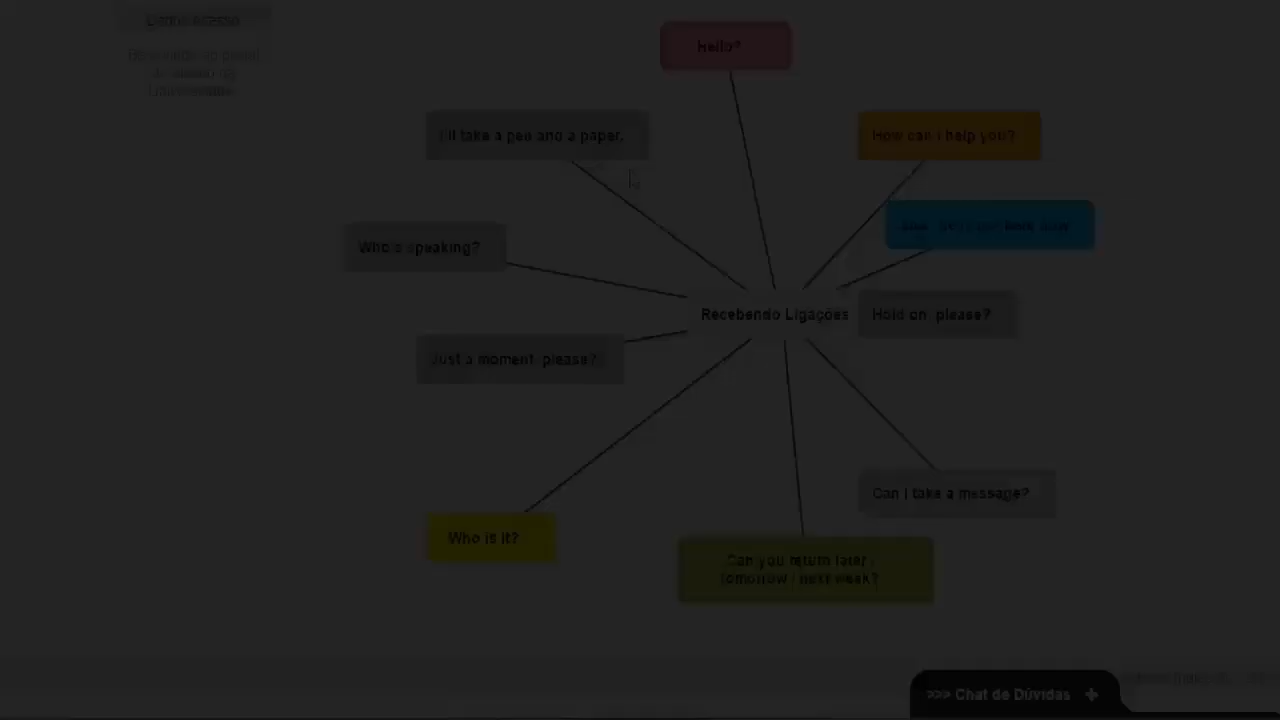 Hello?
I'll take a pen and a paper.
How can I help you?
Who's speaking?
Recebendo Ligações
Hold on, please?
Just a moment, please?
Can I take a message?
Who is it?
Can you return later /
tomorrow / next week?
>>> Chat de Dúvidas +